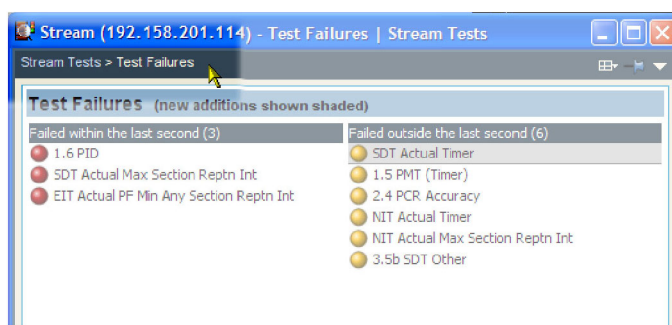 Stream (192.158.201.114) - Test Failures | Stream Tests
Stream Tests > Test Failures
Test Failures (new additions shown shaded)
Failed within the last second (3)
1.6 PID
SDT Actual Max Section Reptn Int
EIT Actual PF Min Any Section Reptn Int
Failed outside the last second (6)
SDT Actual Timer
1.5 PMT (Timer)
2.4 PCR Accuracy
NIT Actual Timer
NIT Actual Max Section Reptn Int
3.5b SDT Other